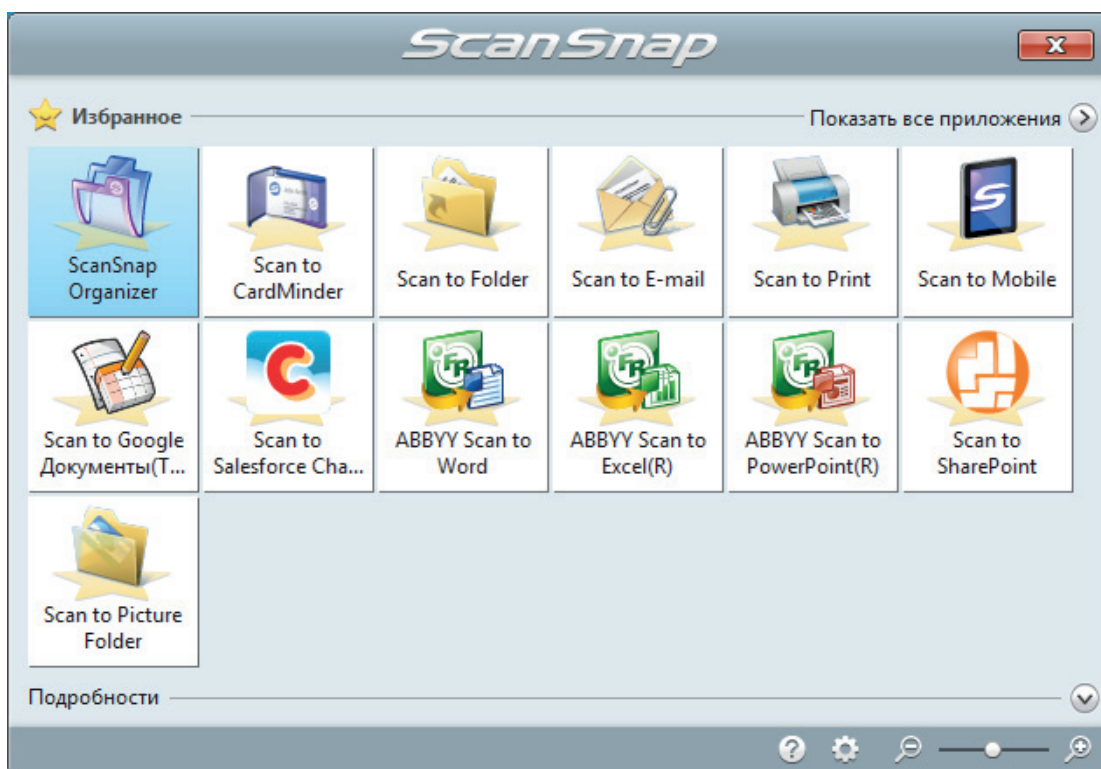 ScanSnap
Избранное
Показать все приложения
ScanSnap
Organizer
Scan to
CardMinder
Scan to Folder
Scan to E-mail
Scan to Print
Scan to Mobile
Scan to Google
Документы(T...
Scan to
Salesforce Cha...
ABBYY Scan to
Word
ABBYY Scan to
Excel(R)
ABBYY Scan to
PowerPoint(R)
Scan to
SharePoint
Scan to Picture
Folder
Подробности